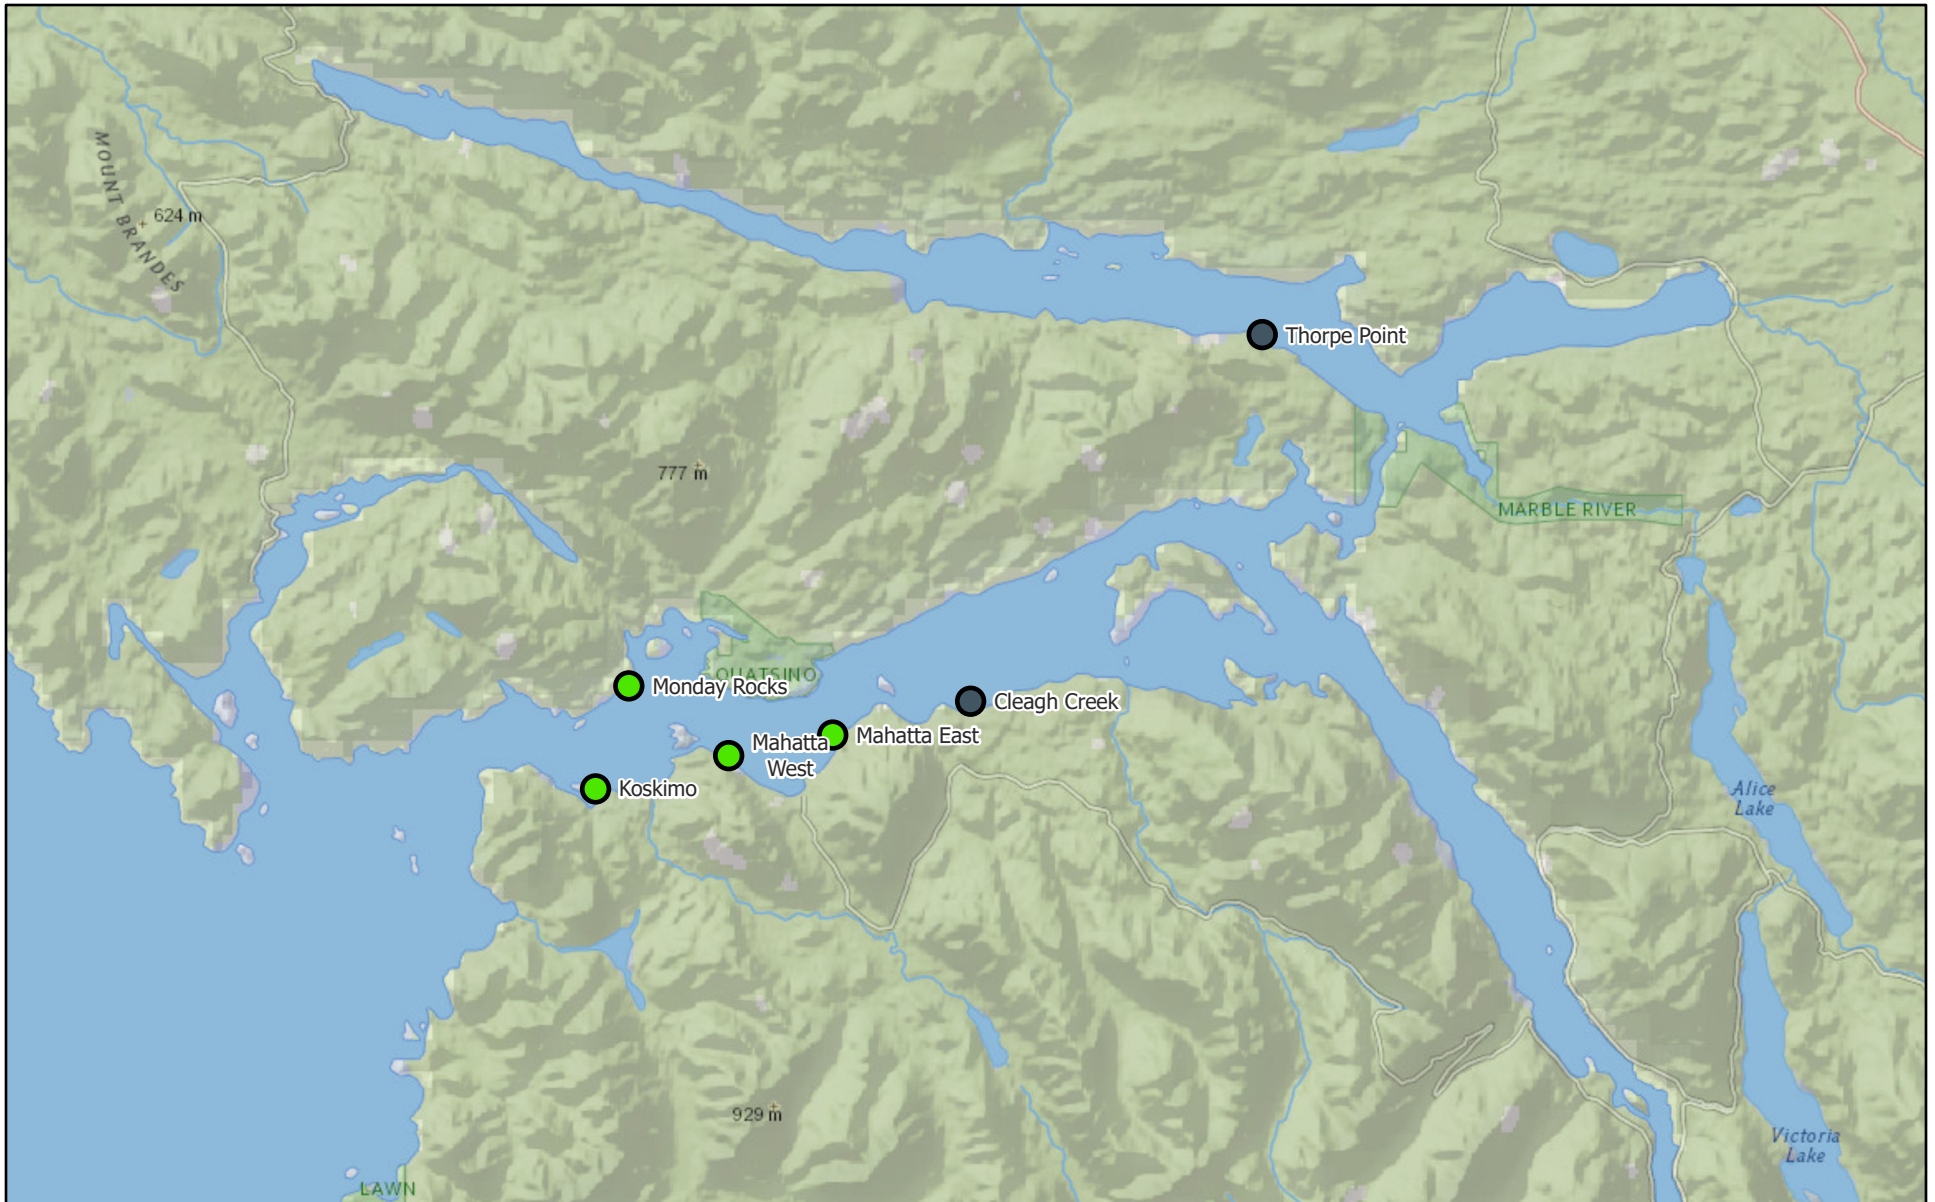 MOUNT BRANDES
624 m
Thorpe Point
777 m
MARBLE RIVER
QUATSINO
Monday Rocks
Cleagh Creek
Mahatta
West
Mahatta East
Koskimo
Alice
Lake
929 m
Victoria
Lake
LAWN